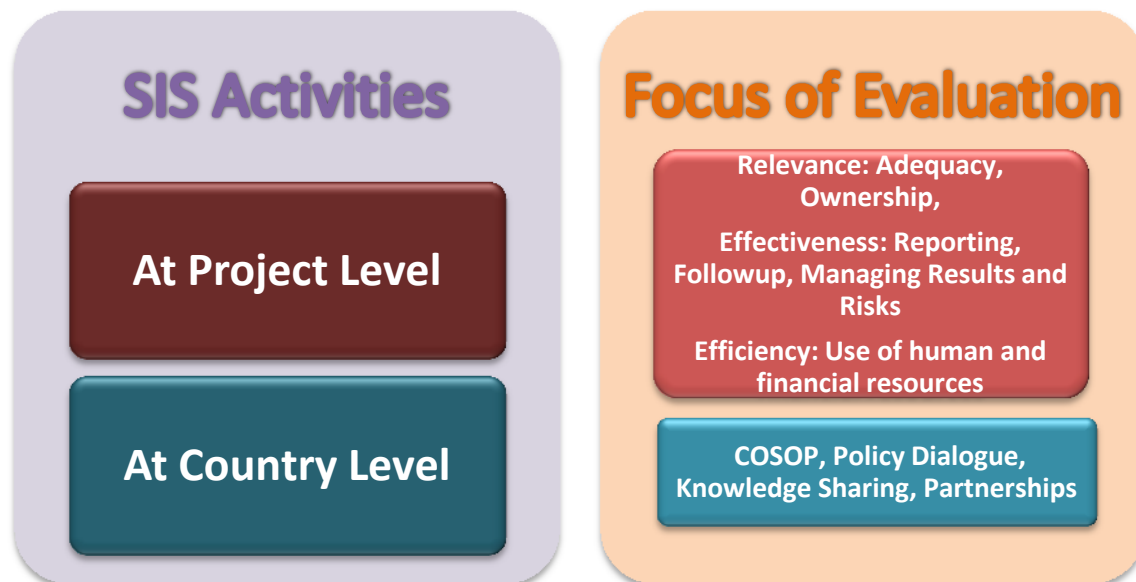 SIS Activities
At Project Level
At Country Level
Focus of Evaluation
Relevance: Adequacy,
Ownership,
Effectiveness: Reporting,
Followup, Managing Results and
Risks
Efficiency: Use of human and
financial resources
COSOP, Policy Dialogue,
Knowledge Sharing, Partnerships